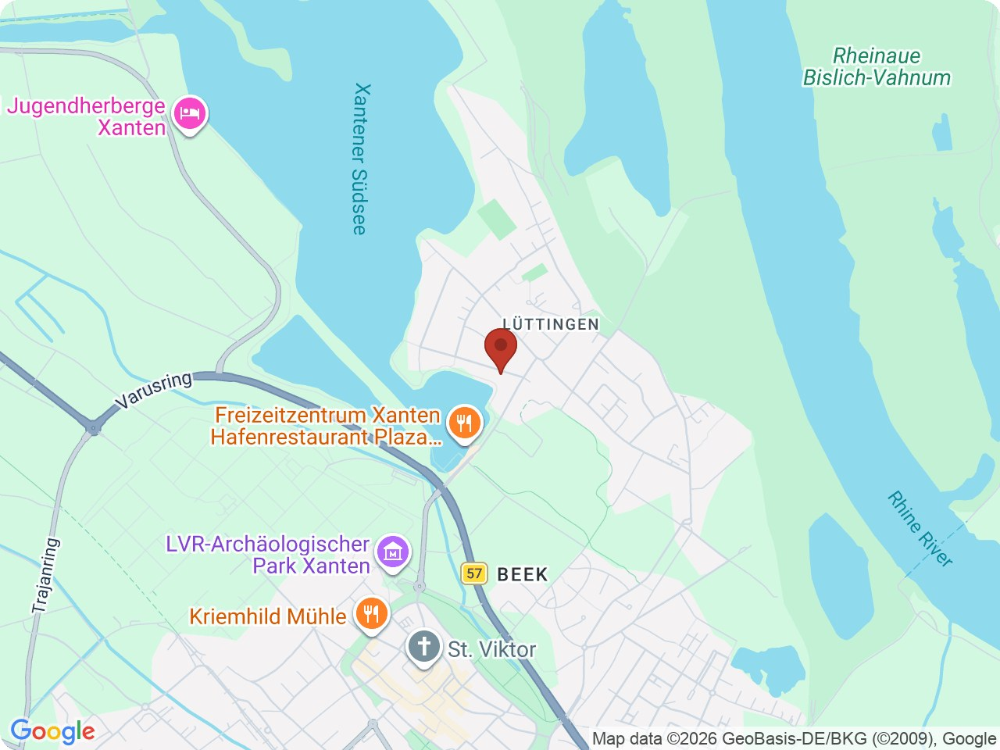 Rheinaue
Bislich-Vahnum
Jugendherberge
Xanten
Xantener Südsee
LÜTTINGEN
Varusring
Freizeitzentrum Xanten
Hafenrestaurant Plaza...
Rhine River
LVR-Archäologischer
Park Xanten
Trajanring
57
BEEK
Kriemhild Mühle
St. Viktor
Google
Map data ©2026 GeoBasis-DE/BKG (©2009), Google